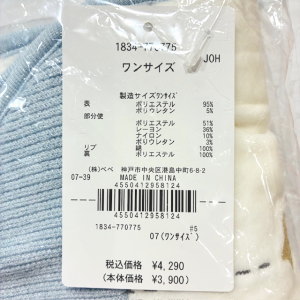 1834-770775
JOH
ワンサイズ
製造サイズワンサイズ
表 ポリエステル 95%
ポリウレタン 5%
部分使
ポリエステル 51%
レーヨン 36%
ナイロン 10%
ポリウレタン 3%
リブ 綿 100%
裏 ポリエステル 100%
(株)べべ 神戸市中央区港島中町6-8-2
07-39 MADE IN CHINA
4550412958124
4550412958124
1834-770775
#5
07(ワンサイズ)
税込価格 ¥4,290
(本体価格 ¥3,900)